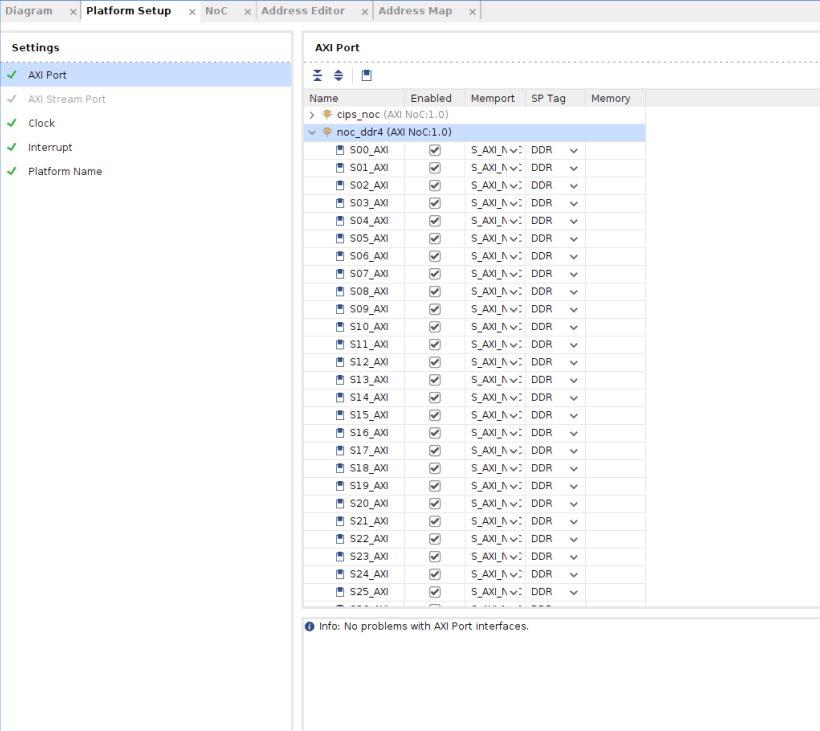 Diagram Platform Setup NoC Address Editor Address Map
Settings
AXI Port
AXI Stream Port
Clock
Interrupt
Platform Name
AXI Port
Name Enabled Memport SP Tag Memory
cips_noc (AXI NoC:1.0)
noc_ddr4 (AXI NoC:1.0)
S00_AXI S_AXI_N DDR
S01_AXI S_AXI_N DDR
S02_AXI S_AXI_N DDR
S03_AXI S_AXI_N DDR
S04_AXI S_AXI_N DDR
S05_AXI S_AXI_N DDR
S06_AXI S_AXI_N DDR
S07_AXI S_AXI_N DDR
S08_AXI S_AXI_N DDR
S09_AXI S_AXI_N DDR
S10_AXI S_AXI_N DDR
S11_AXI S_AXI_N DDR
S12_AXI S_AXI_N DDR
S13_AXI S_AXI_N DDR
S14_AXI S_AXI_N DDR
S15_AXI S_AXI_N DDR
S16_AXI S_AXI_N DDR
S17_AXI S_AXI_N DDR
S18_AXI S_AXI_N DDR
S19_AXI S_AXI_N DDR
S20_AXI S_AXI_N DDR
S21_AXI S_AXI_N DDR
S22_AXI S_AXI_N DDR
S23_AXI S_AXI_N DDR
S24_AXI S_AXI_N DDR
S25_AXI S_AXI_N DDR
Info: No problems with AXI Port interfaces.